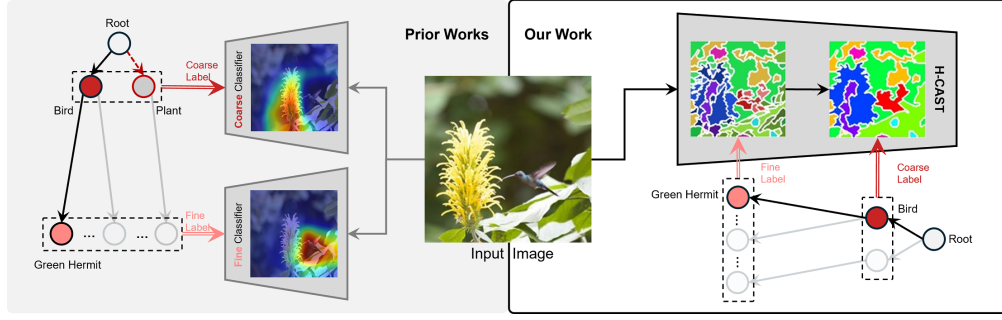 Root
Bird
Plant
Coarse
Label
Coarse Classifier
Prior Works
Our Work
H-CAST
Fine
Label
Fine Classifier
...
...
Green Hermit
Input Image
Fine
Label
Coarse
Label
Green Hermit
Bird
Root